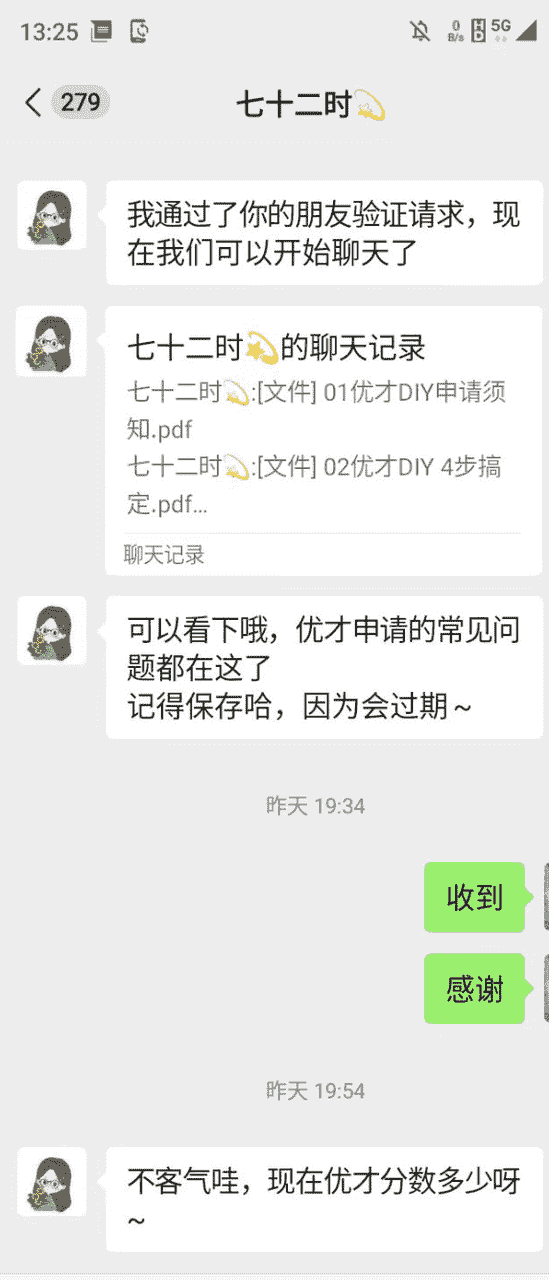 13:25
0 B/s HD 5G
279
七十二时💫
我通过了你的朋友验证请求，现
在我们可以开始聊天了
七十二时💫的聊天记录
七十二时💫:[文件] 01优才DIY申请须
知.pdf
七十二时💫:[文件] 02优才DIY 4步搞
定.pdf...
聊天记录
可以看下哦，优才申请的常见问
题都在这了
记得保存哈，因为会过期～
昨天 19:34
收到
感谢
昨天 19:54
不客气哇，现在优才分数多少呀
～